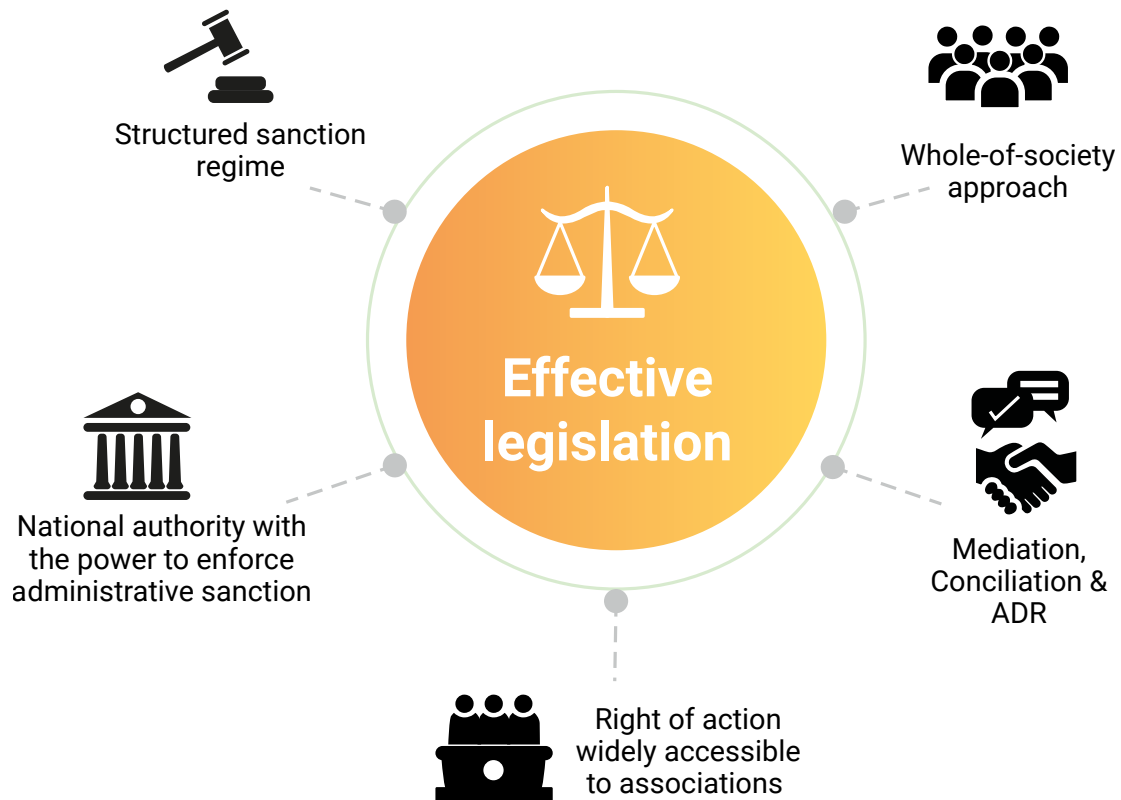 Structured sanction
regime
Whole-of-society
approach
Effective
legislation
National authority with
the power to enforce
administrative sanction
Mediation,
Conciliation &
ADR
Right of action
widely accessible
to associations